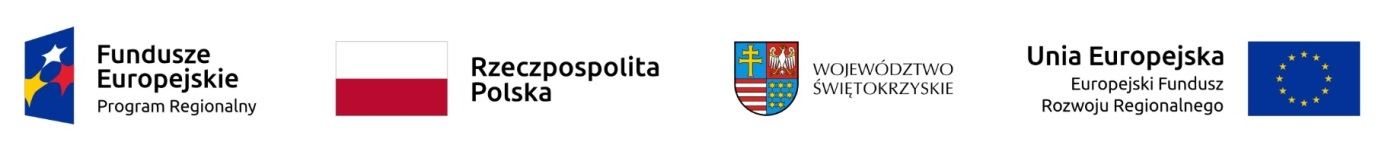 Fundusze
Europejskie
Program Regionalny
Rzeczpospolita
Polska
WOJEWÓDZTWO
ŚWIĘTOKRZYSKIE
Unia Europejska
Europejski Fundusz
Rozwoju Regionalnego